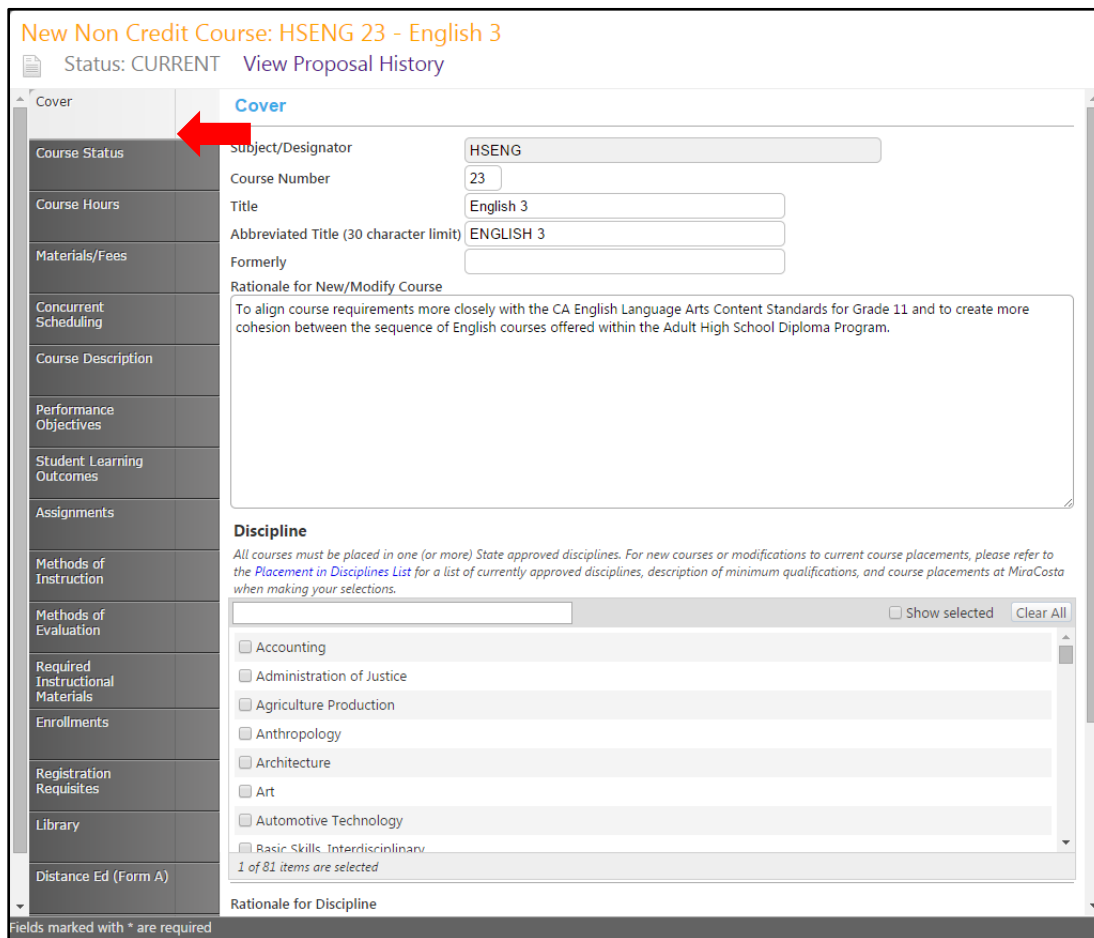 New Non Credit Course: HSENG 23 - English 3
Status: CURRENT View Proposal History
Cover
Course Status
Course Hours
Materials/Fees
Concurrent
Scheduling
Course Description
Performance
Objectives
Student Learning
Outcomes
Assignments
Methods of
Instruction
Methods of
Evaluation
Required
Instructional
Materials
Enrollments
Registration
Requisites
Library
Distance Ed (Form A)
Cover
Subject/Designator HSENG
Course Number 23
Title English 3
Abbreviated Title (30 character limit) ENGLISH 3
Formerly
Rationale for New/Modify Course
To align course requirements more closely with the CA English Language Arts Content Standards for Grade 11 and to create more
cohesion between the sequence of English courses offered within the Adult High School Diploma Program.
Discipline
All courses must be placed in one (or more) State approved disciplines. For new courses or modifications to current course placements, please refer to
the Placement in Disciplines List for a list of currently approved disciplines, description of minimum qualifications, and course placements at MiraCosta
when making your selections.
Show selected Clear All
Accounting
Administration of Justice
Agriculture Production
Anthropology
Architecture
Art
Automotive Technology
Basic Skills, Interdisciplinary
1 of 81 items are selected
Rationale for Discipline
Fields marked with * are required